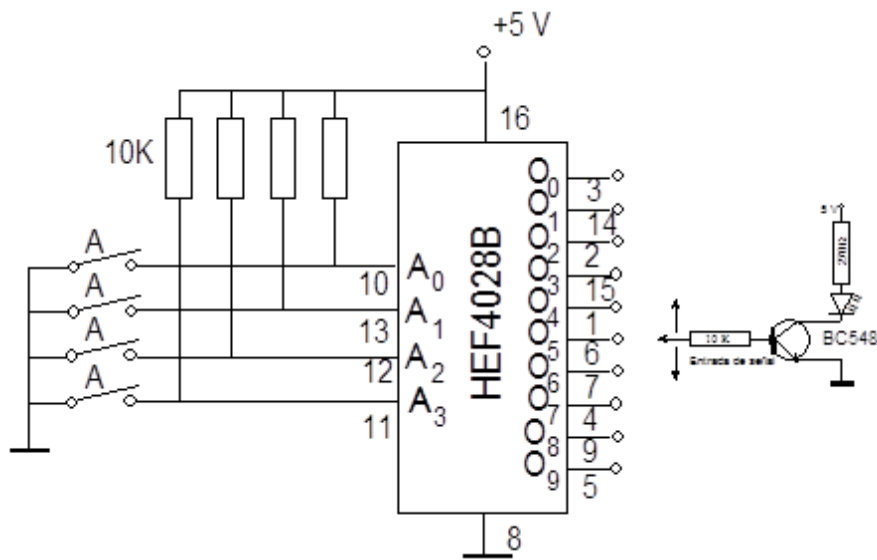 +5 V
16
10K
A
A
A
A
10
13
12
11
A0
A1
A2
A3
HEF4028B
O0
O1
O2
O3
O4
O5
O6
O7
O8
O9
3
14
2
15
1
6
7
4
9
5
8
5 V
10 K
Entrada de señal
BC548